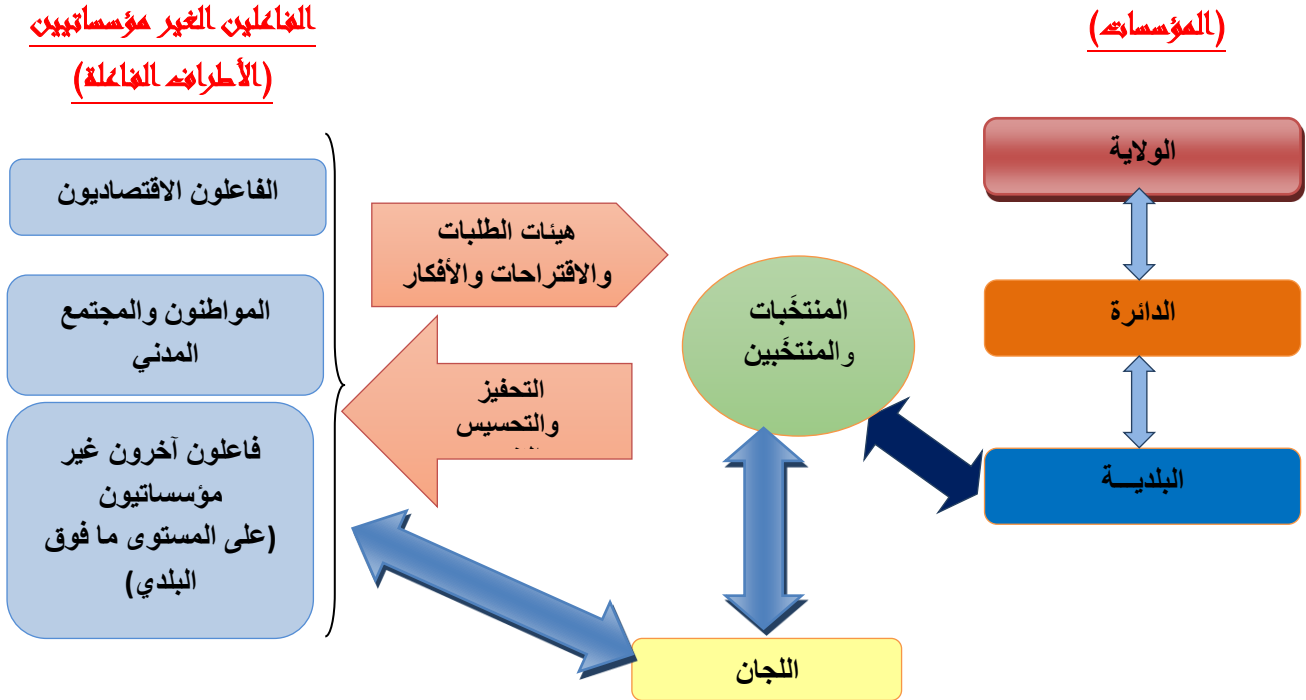 (المؤسسات)
الفاعلين الغير مؤسساتيين
(الأطراف الفاعلة)
الولاية
الدائرة
البلديـــة
المنتخَبات
والمنتخَبين
هيئات الطلبات
والاقتراحات والأفكار
التحفيز
والتحسيس
الفاعلون الاقتصاديون
المواطنون والمجتمع
المدني
فاعلون آخرون غير
مؤسساتيون
(على المستوى ما فوق
البلدي)
اللجان